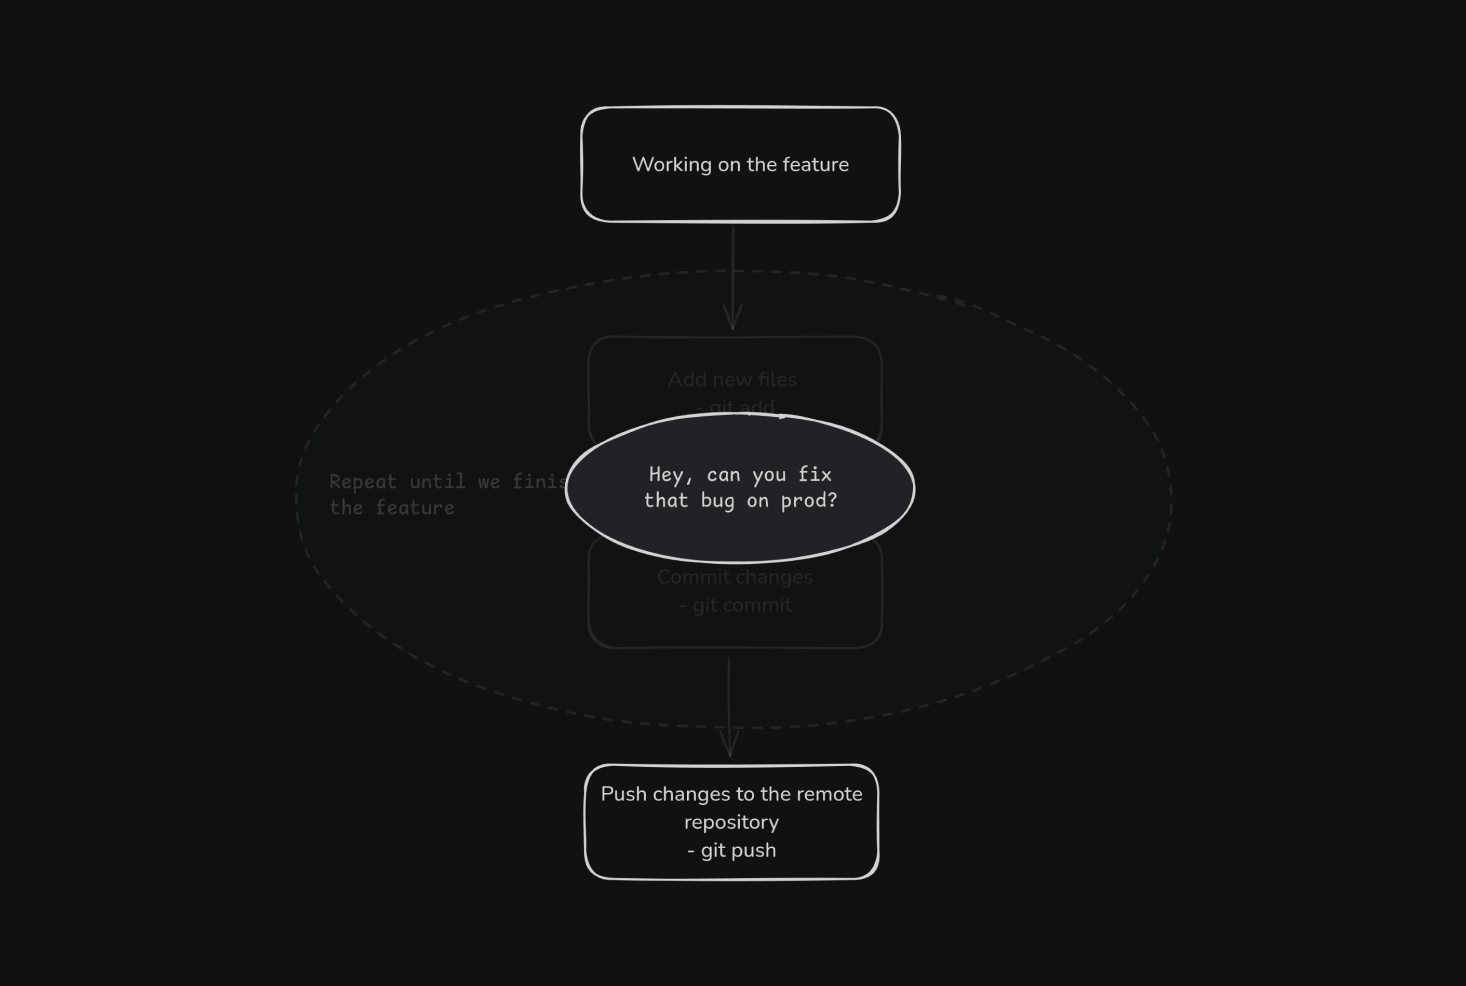 Working on the feature
Add new files
- git add
Repeat until we finis
the feature
Hey, can you fix
that bug on prod?
Commit changes
- git commit
Push changes to the remote
repository
- git push